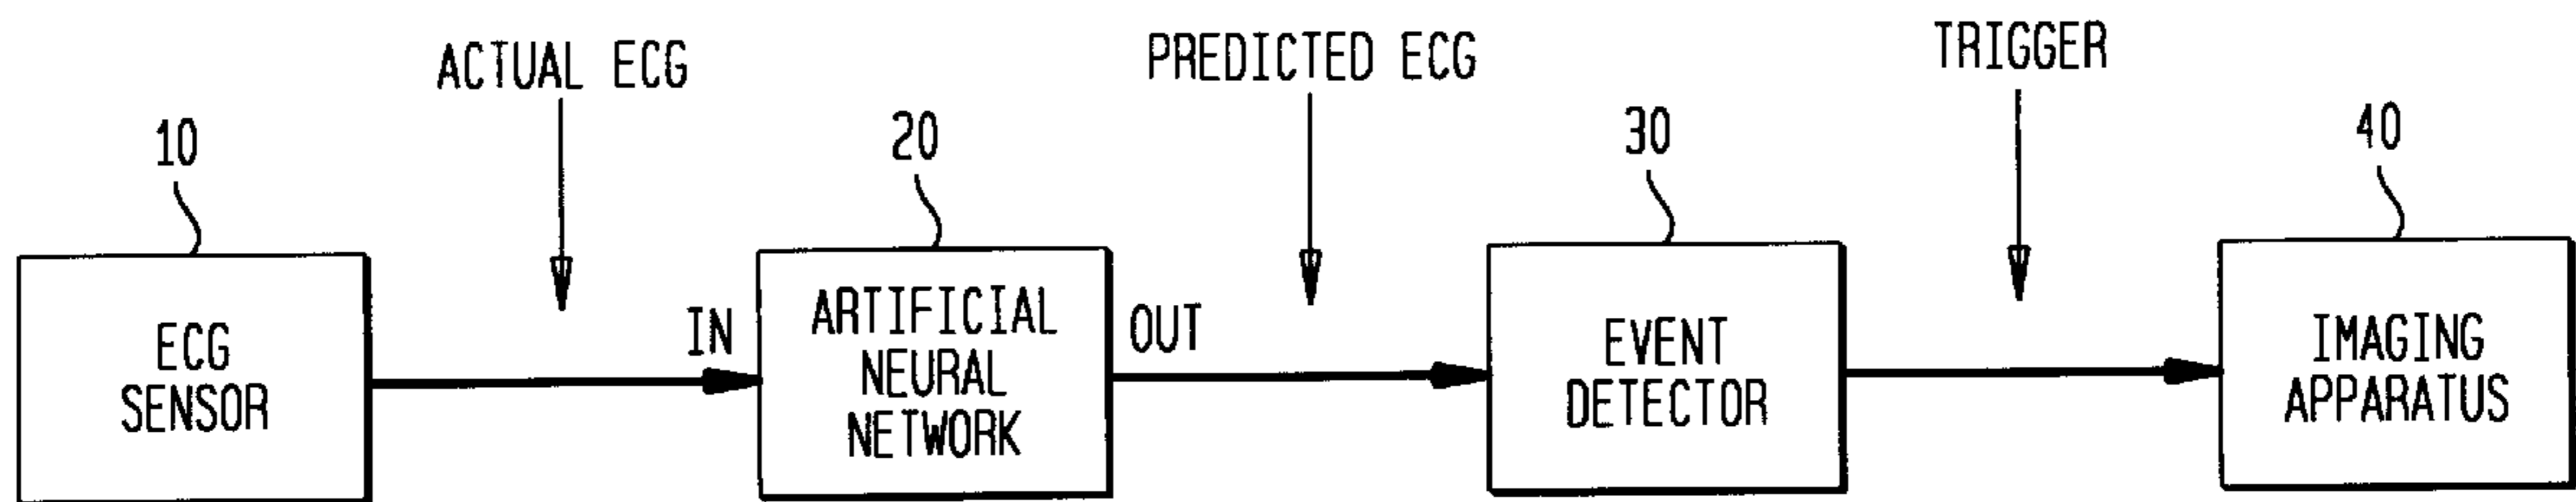 ACTUAL ECG
PREDICTED ECG
TRIGGER
10
20
30
40
IN
OUT
ECG
SENSOR
ARTIFICIAL
NEURAL
NETWORK
EVENT
DETECTOR
IMAGING
APPARATUS